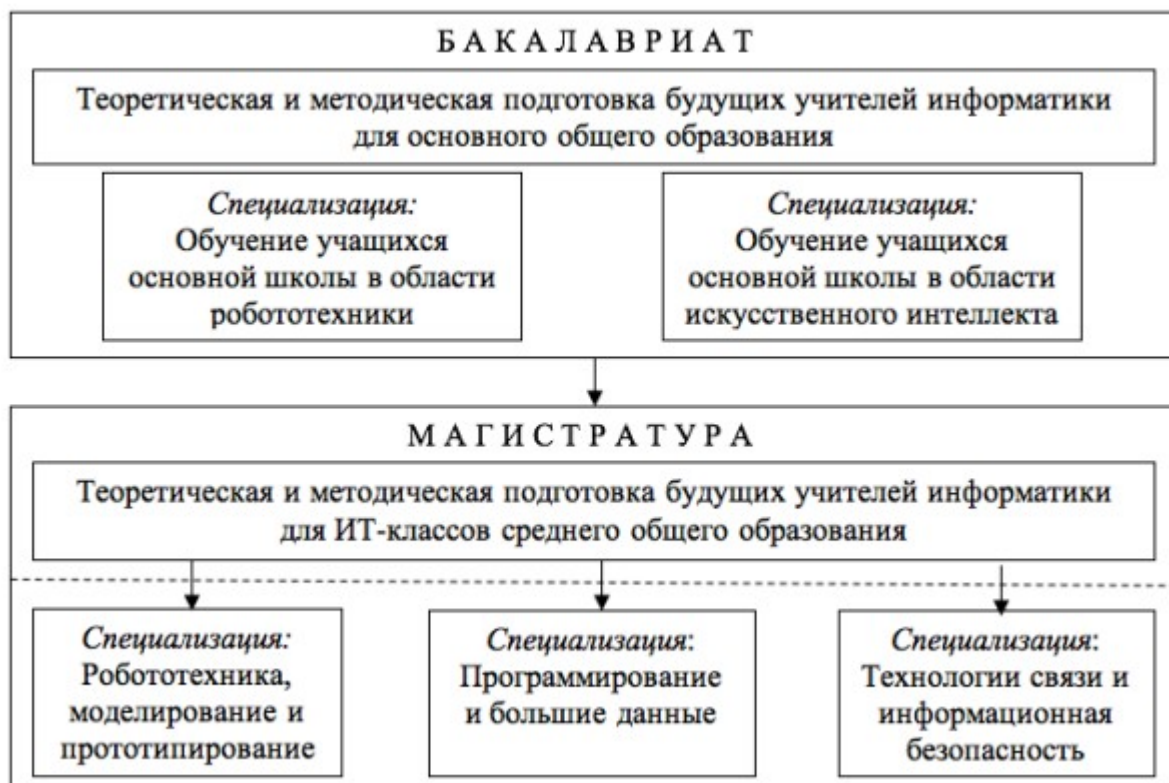 БАКАЛАВРИАТ
Теоретическая и методическая подготовка будущих учителей информатики
для основного общего образования
Специализация:
Обучение учащихся
основной школы в области
робототехники
Специализация:
Обучение учащихся
основной школы в области
искусственного интеллекта
МАГИСТРАТУРА
Теоретическая и методическая подготовка будущих учителей информатики
для ИТ-классов среднего общего образования
Специализация:
Робототехника,
моделирование и
прототипирование
Специализация:
Программирование
и большие данные
Специализация:
Технологии связи и
информационная
безопасность